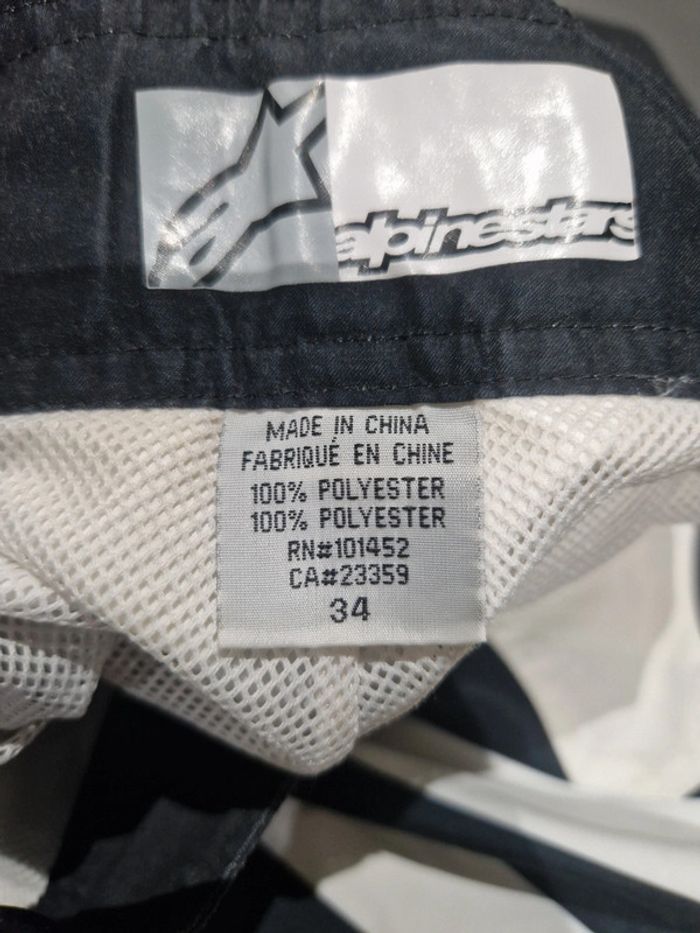 alpinestars
MADE IN CHINA
FABRIQUÉ EN CHINE
100% POLYESTER
100% POLYESTER
RN#101452
CA#23359
34